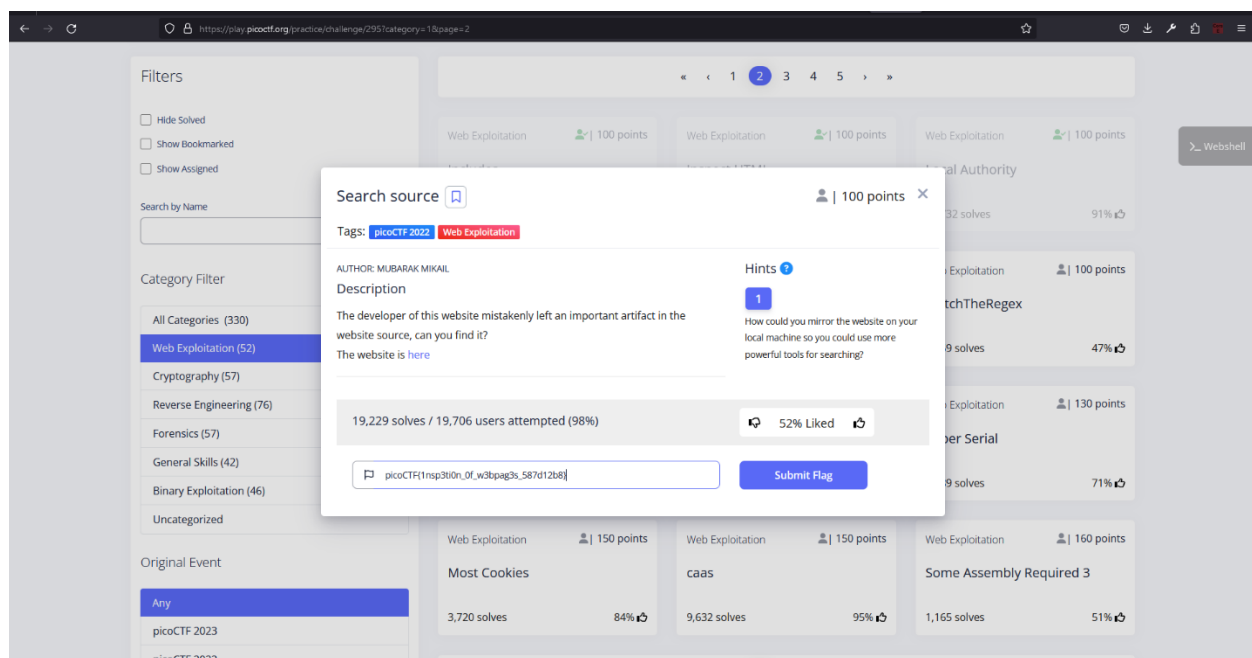 https://play.picoctf.org/practice/challenge/295?category=1&page=2
Filters
Hide Solved
Show Bookmarked
Show Assigned
Search by Name
Category Filter
All Categories (330)
Web Exploitation (52)
Cryptography (57)
Reverse Engineering (76)
Forensics (57)
General Skills (42)
Binary Exploitation (46)
Uncategorized
Original Event
Any
picoCTF 2023
« ‹ 1 2 3 4 5 › »
Web Exploitation | 100 points
Web Exploitation | 100 points
Web Exploitation | 100 points
al Authority
32 solves 91%
>_ Webshell
Search source | 100 points ×
Tags: picoCTF 2022 Web Exploitation
AUTHOR: MUBARAK MIKAIL
Description
The developer of this website mistakenly left an important artifact in the
website source, can you find it?
The website is here
Hints ?
1
How could you mirror the website on your
local machine so you could use more
powerful tools for searching?
19,229 solves / 19,706 users attempted (98%)
52% Liked
picoCTF{1nsp3ti0n_0f_w3bpag3s_587d12b8}
Submit Flag
Exploitation | 100 points
tchTheRegex
9 solves 47%
Exploitation | 130 points
per Serial
9 solves 71%
Web Exploitation | 150 points
Most Cookies
3,720 solves 84%
Web Exploitation | 150 points
caas
9,632 solves 95%
Web Exploitation | 160 points
Some Assembly Required 3
1,165 solves 51%